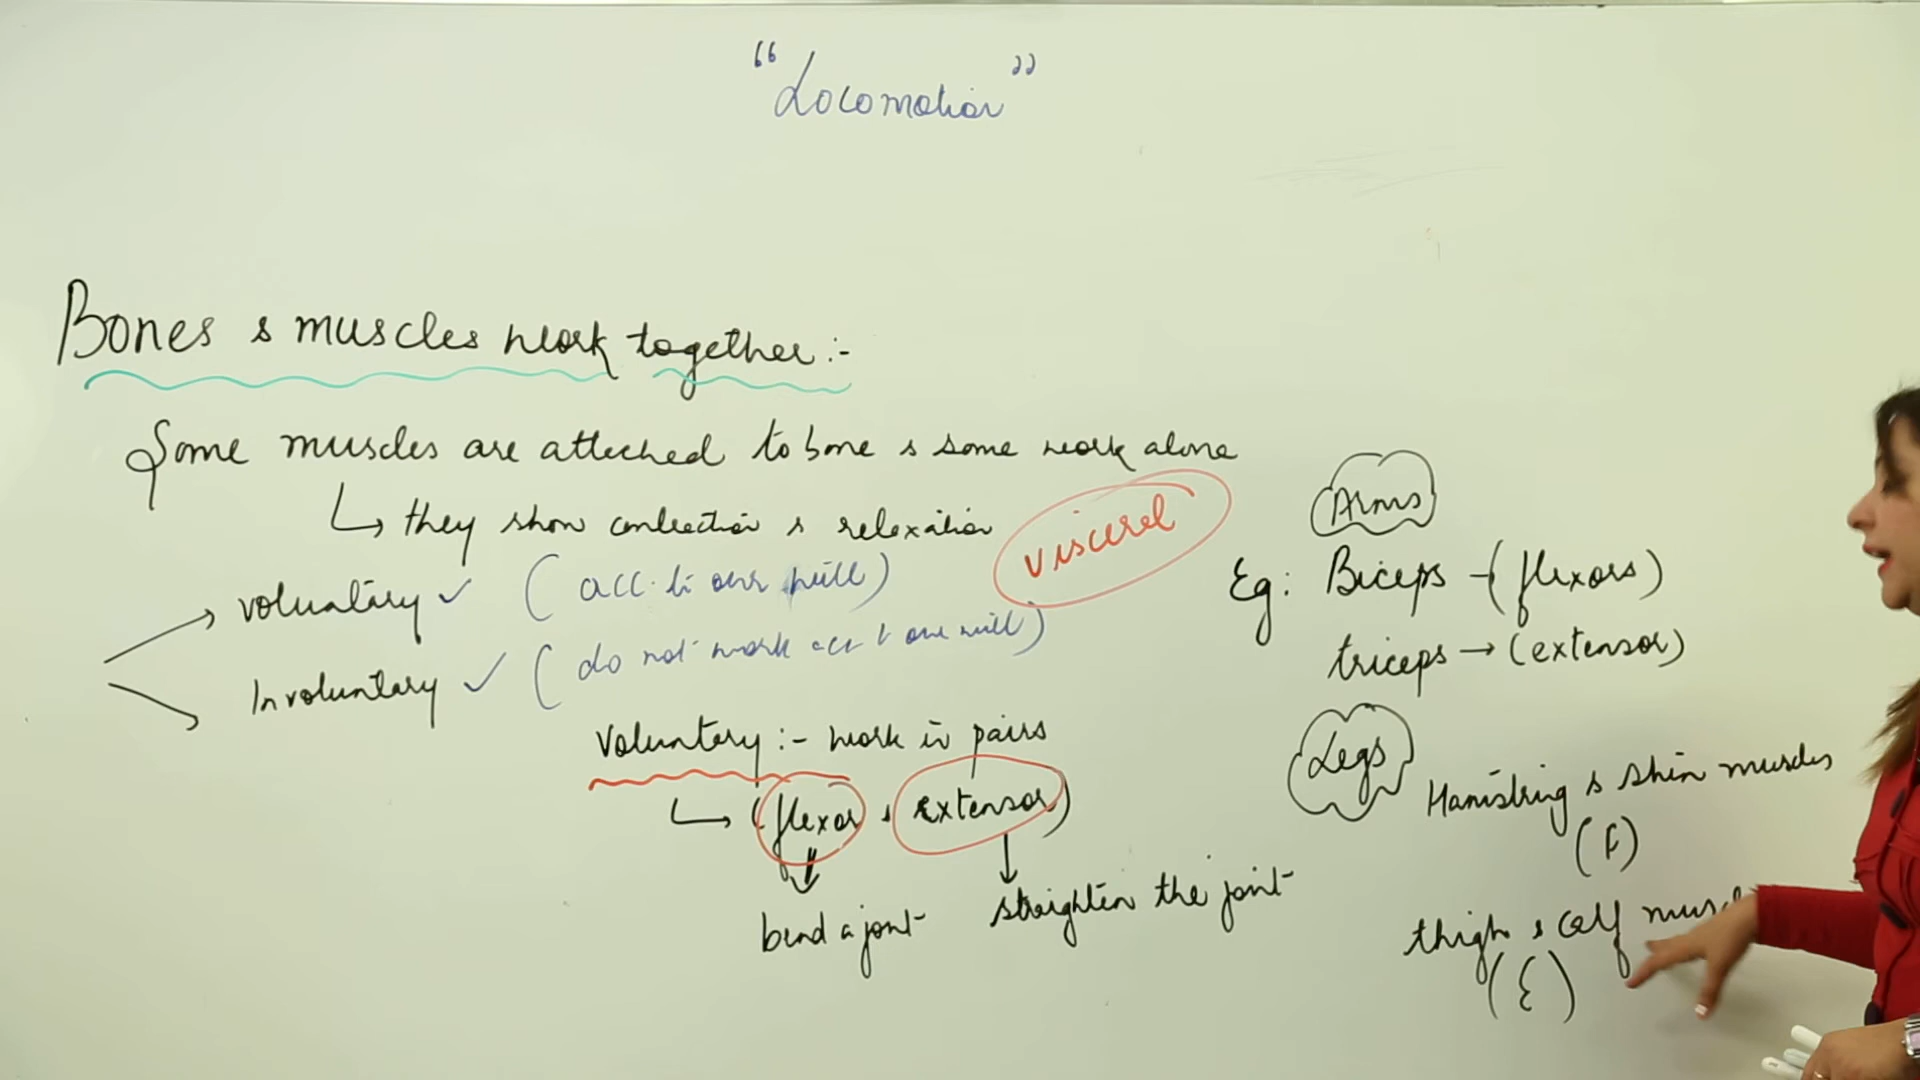 "Locomotion"
Bones & muscles work together :-
Some muscles are attached to bone & some work alone
↳ they show contraction & relaxation
visceral
voluntary ✓ (acc. to our will)
Involuntary ✓ (do not work acc to our will)
Voluntary :- work in pairs
↳ (flexor & extensor)
bend a joint
straighten the joint
Arms
Eg: Biceps - (flexors)
triceps → (extensor)
Legs
Hamistring & shin muscles
(F)
thigh & calf
(E)